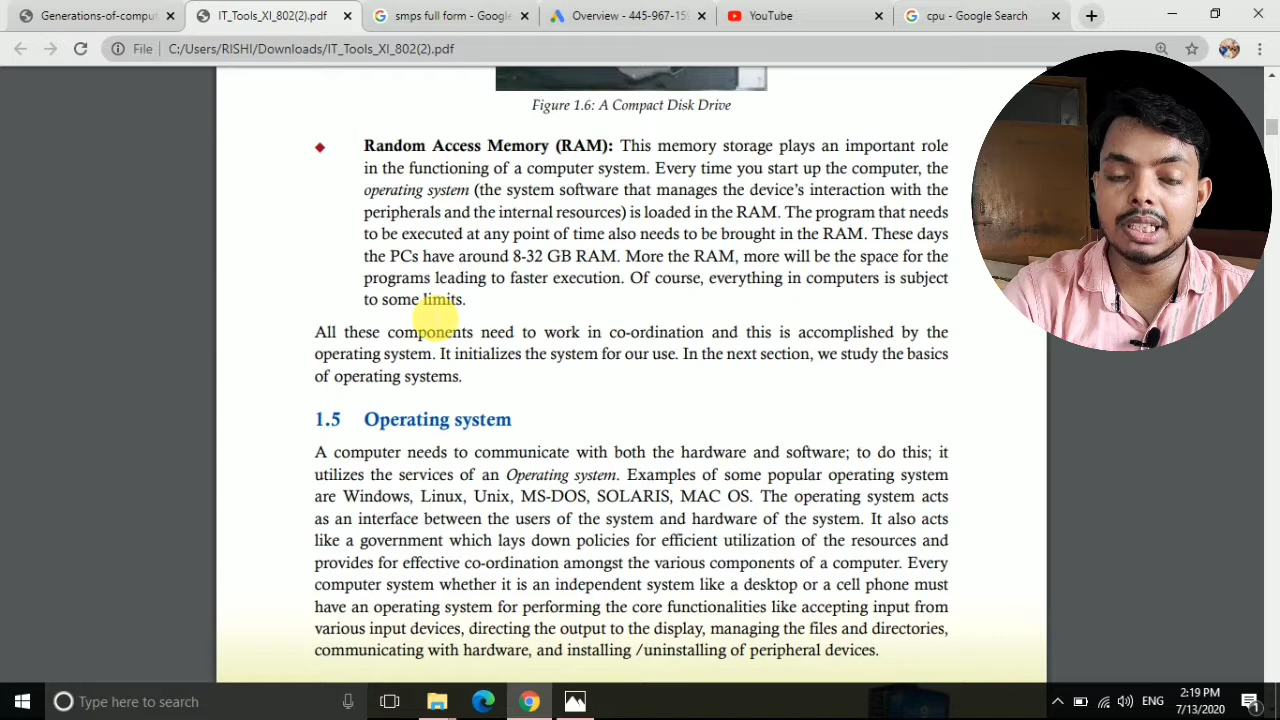 Generations-of-comput
IT_Tools_XI_802(2).pdf
smps full form - Google
Overview - 445-967-159
YouTube
cpu - Google Search
File
C:/Users/RISHI/Downloads/IT_Tools_XI_802(2).pdf
Figure 1.6: A Compact Disk Drive
Random Access Memory (RAM): This memory storage plays an important role
in the functioning of a computer system. Every time you start up the computer, the
operating system (the system software that manages the device's interaction with the
peripherals and the internal resources) is loaded in the RAM. The program that needs
to be executed at any point of time also needs to be brought in the RAM. These days
the PCs have around 8-32 GB RAM. More the RAM, more will be the space for the
programs leading to faster execution. Of course, everything in computers is subject
to some limits.
All these components need to work in co-ordination and this is accomplished by the
operating system. It initializes the system for our use. In the next section, we study the basics
of operating systems.
1.5 Operating system
A computer needs to communicate with both the hardware and software; to do this; it
utilizes the services of an Operating system. Examples of some popular operating system
are Windows, Linux, Unix, MS-DOS, SOLARIS, MAC OS. The operating system acts
as an interface between the users of the system and hardware of the system. It also acts
like a government which lays down policies for efficient utilization of the resources and
provides for effective co-ordination amongst the various components of a computer. Every
computer system whether it is an independent system like a desktop or a cell phone must
have an operating system for performing the core functionalities like accepting input from
various input devices, directing the output to the display, managing the files and directories,
communicating with hardware, and installing /uninstalling of peripheral devices.
Type here to search
ENG
2:19 PM
7/13/2020
1